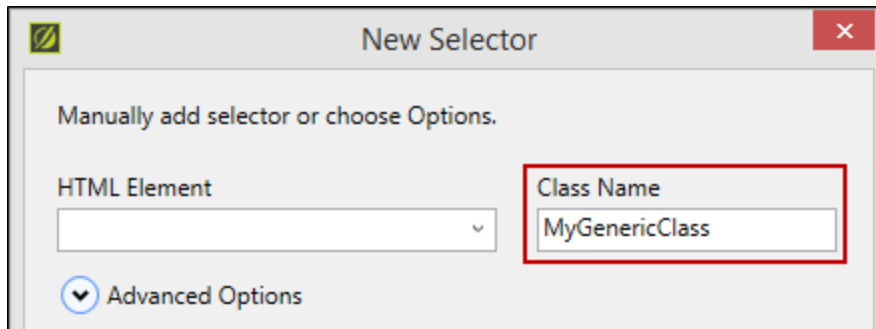 New Selector
Manually add selector or choose Options.
HTML Element
Class Name
MyGenericClass
Advanced Options